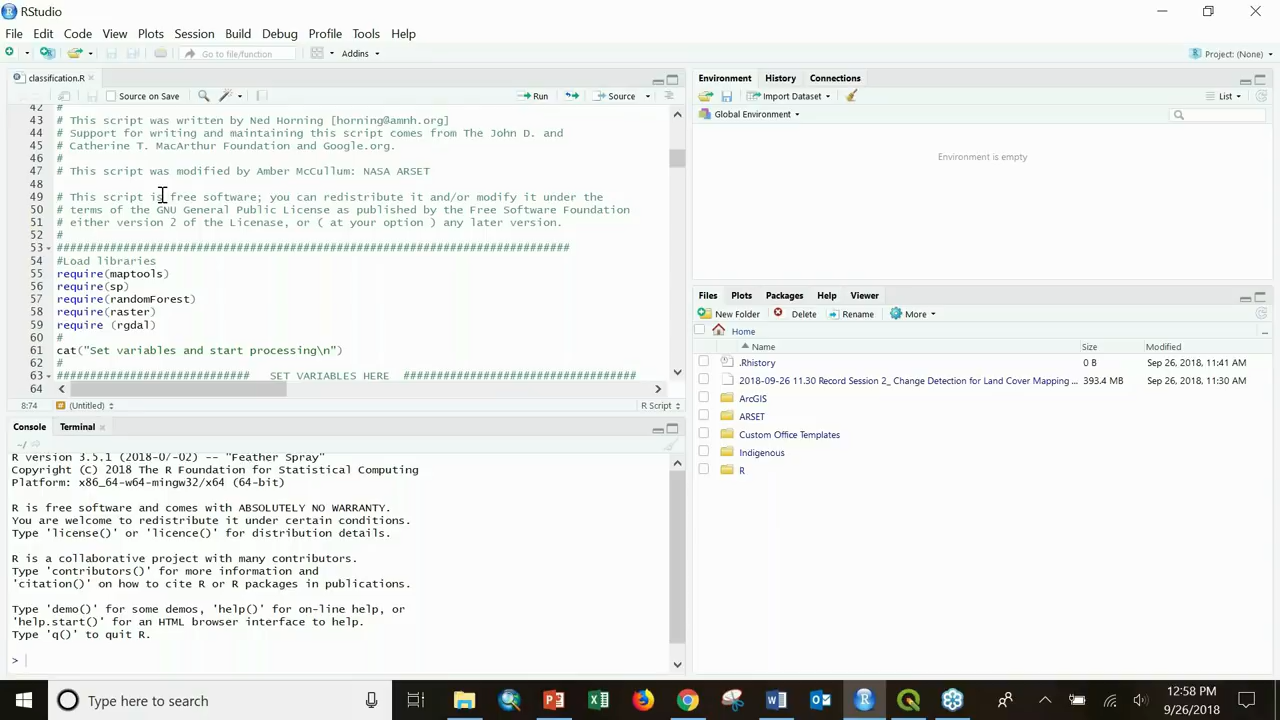 RStudio
File Edit Code View Plots Session Build Debug Profile Tools Help
Go to file/function Addins Project: (None)
classification.R
Source on Save Run Source
42 #
43 # This script was written by Ned Horning [horning@amnh.org]
44 # Support for writing and maintaining this script comes from The John D. and
45 # Catherine T. MacArthur Foundation and Google.org.
46 #
47 # This script was modified by Amber McCullum: NASA ARSET
48
49 # This script is free software; you can redistribute it and/or modify it under the
50 # terms of the GNU General Public License as published by the Free Software Foundation
51 # either version 2 of the Licenase, or ( at your option ) any later version.
52 #
53 ##############################################################################
54 #Load libraries
55 require(maptools)
56 require(sp)
57 require(randomForest)
58 require(raster)
59 require (rgdal)
60 #
61 cat("Set variables and start processing\n")
62 #
63 ############################# SET VARIABLES HERE ###################################
64
8:74 (Untitled) R Script
Console Terminal
~/
R version 3.5.1 (2018-07-02) -- "Feather Spray"
Copyright (C) 2018 The R Foundation for Statistical Computing
Platform: x86_64-w64-mingw32/x64 (64-bit)
R is free software and comes with ABSOLUTELY NO WARRANTY.
You are welcome to redistribute it under certain conditions.
Type 'license()' or 'licence()' for distribution details.
R is a collaborative project with many contributors.
Type 'contributors()' for more information and
'citation()' on how to cite R or R packages in publications.
Type 'demo()' for some demos, 'help()' for on-line help, or
'help.start()' for an HTML browser interface to help.
Type 'q()' to quit R.
>
Environment History Connections
Import Dataset List
Global Environment
Environment is empty
Files Plots Packages Help Viewer
New Folder Delete Rename More
Home
Name Size Modified
.Rhistory 0 B Sep 26, 2018, 11:41 AM
2018-09-26 11.30 Record Session 2_ Change Detection for Land Cover Mapping ... 393.4 MB Sep 26, 2018, 11:30 AM
ArcGIS
ARSET
Custom Office Templates
Indigenous
R
Type here to search
12:58 PM
9/26/2018